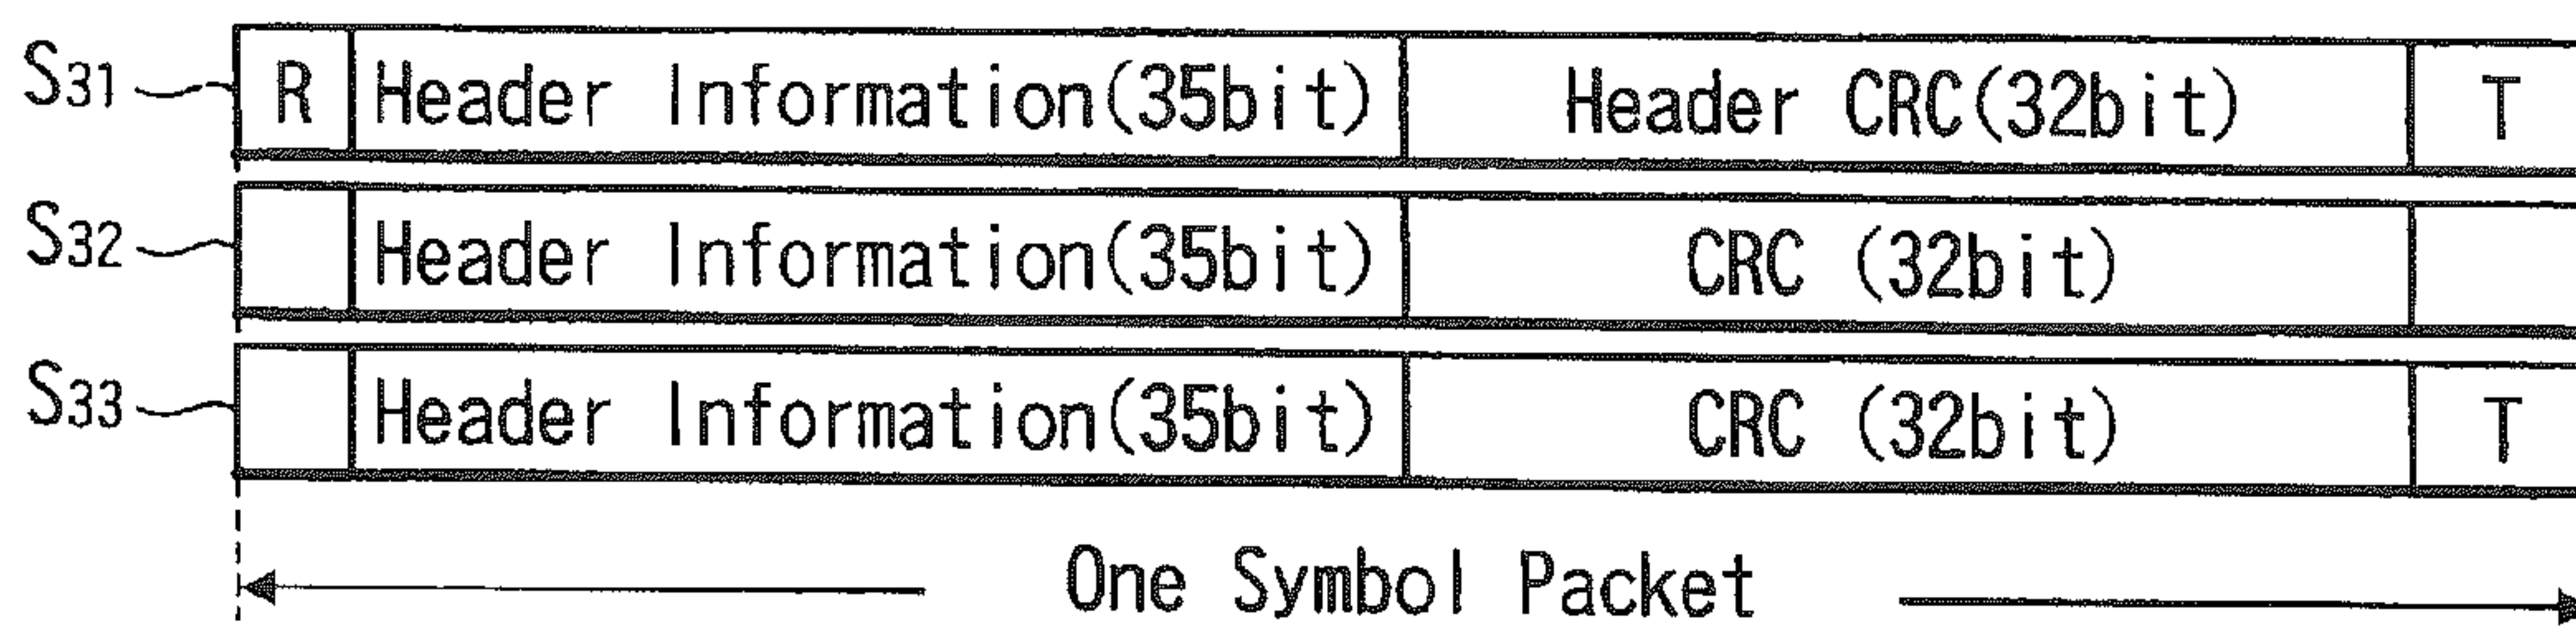 S31 R Header Information(35bit) Header CRC(32bit) T
S32 Header Information(35bit) CRC (32bit)
S33 Header Information(35bit) CRC (32bit) T
One Symbol Packet